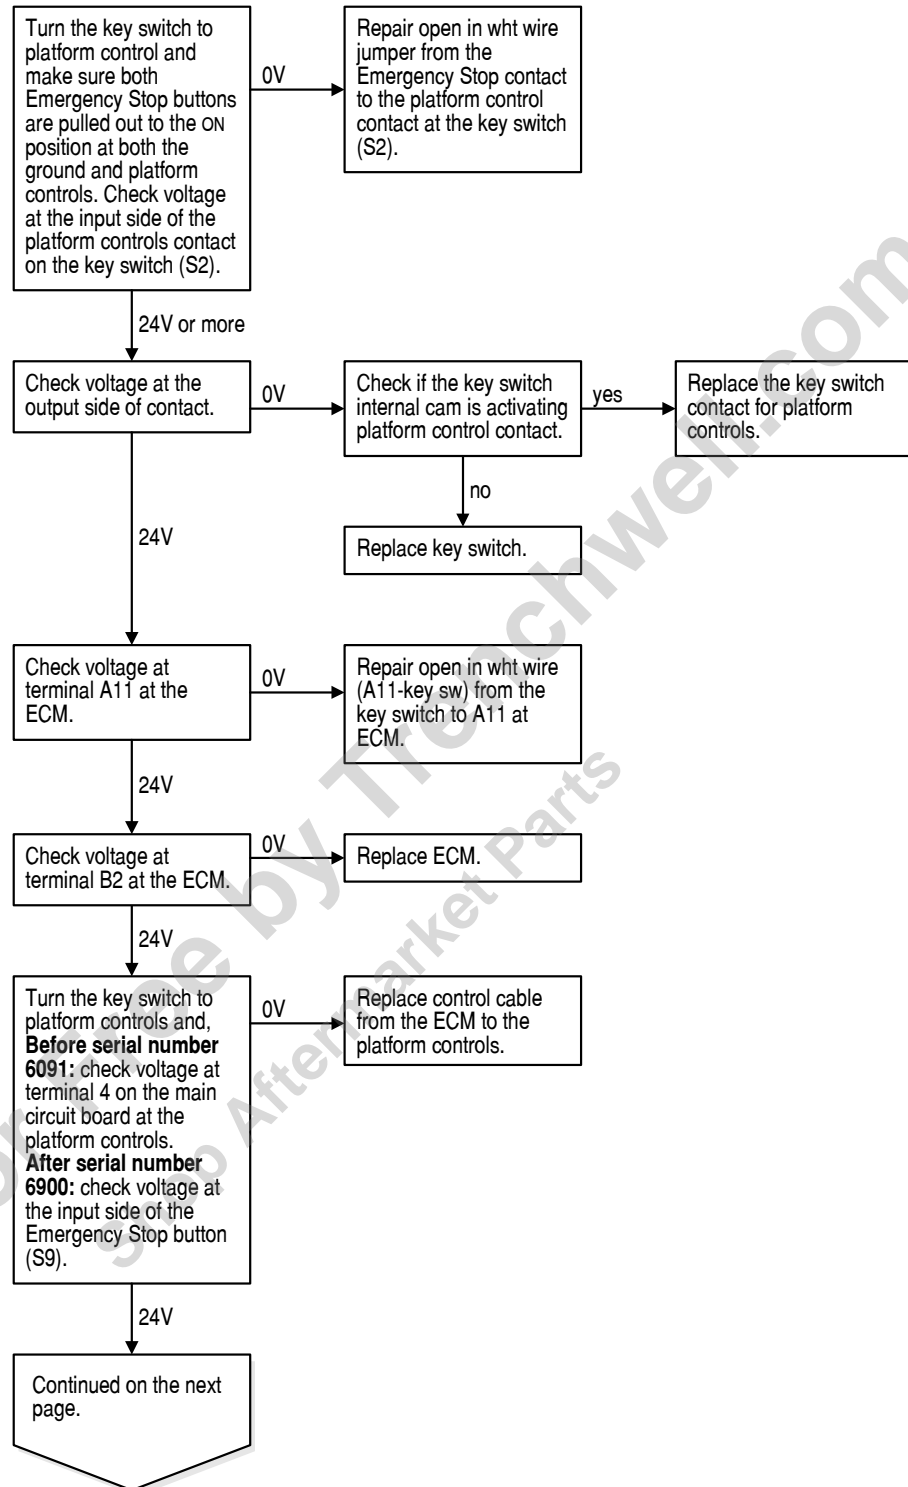 Turn the key switch to
platform control and
make sure both
Emergency Stop buttons
are pulled out to the ON
position at both the
ground and platform
controls. Check voltage
at the input side of the
platform controls contact
on the key switch (S2).
0V
Repair open in wht wire
jumper from the
Emergency Stop contact
to the platform control
contact at the key switch
(S2).
24V or more
Check voltage at the
output side of contact.
0V
Check if the key switch
internal cam is activating
platform control contact.
yes
Replace the key switch
contact for platform
controls.
no
Replace key switch.
24V
Check voltage at
terminal A11 at the
ECM.
0V
Repair open in wht wire
(A11-key sw) from the
key switch to A11 at
ECM.
24V
Check voltage at
terminal B2 at the ECM.
0V
Replace ECM.
24V
Turn the key switch to
platform controls and,
Before serial number
6091: check voltage at
terminal 4 on the main
circuit board at the
platform controls.
After serial number
6900: check voltage at
the input side of the
Emergency Stop button
(S9).
0V
Replace control cable
from the ECM to the
platform controls.
24V
Continued on the next
page.
or Free by Trenchwell.com
Shop Aftermarket Parts